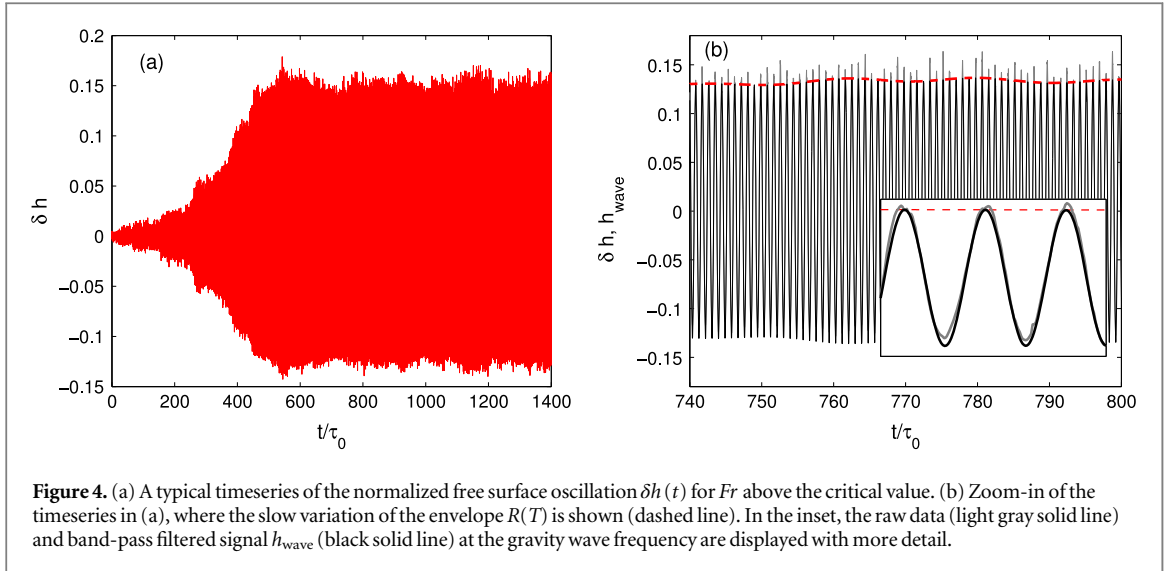 (a)
0.2
0.15
0.1
0.05
0
−0.05
−0.1
−0.15
δ h
0 200 400 600 800 1000 1200 1400
t/τ0
(b)
0.15
0.1
0.05
0
−0.05
−0.1
−0.15
δ h, hwave
740 750 760 770 780 790 800
t/τ0
Figure 4. (a) A typical timeseries of the normalized free surface oscillation δh (t) for Fr above the critical value. (b) Zoom-in of the
timeseries in (a), where the slow variation of the envelope R(T) is shown (dashed line). In the inset, the raw data (light gray solid line)
and band-pass filtered signal hwave (black solid line) at the gravity wave frequency are displayed with more detail.